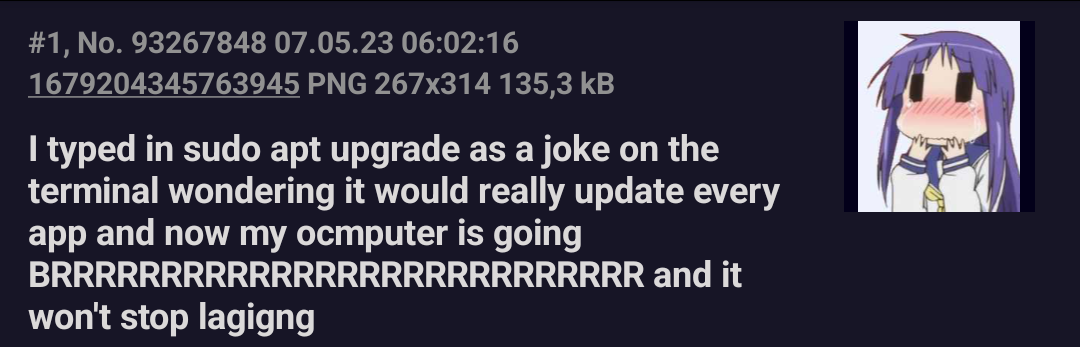 #1, No. 93267848 07.05.23 06:02:16
1679204345763945 PNG 267x314 135,3 kB
I typed in sudo apt upgrade as a joke on the
terminal wondering it would really update every
app and now my ocmputer is going
BRRRRRRRRRRRRRRRRRRRRRRRRRRR and it
won't stop lagigng